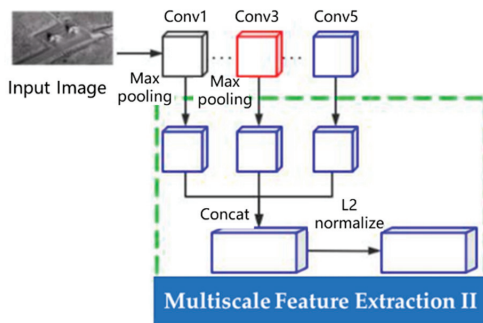 Conv1 Conv3 Conv5
Input Image
Max
pooling
Max
pooling
Concat
L2
normalize
Multiscale Feature Extraction II